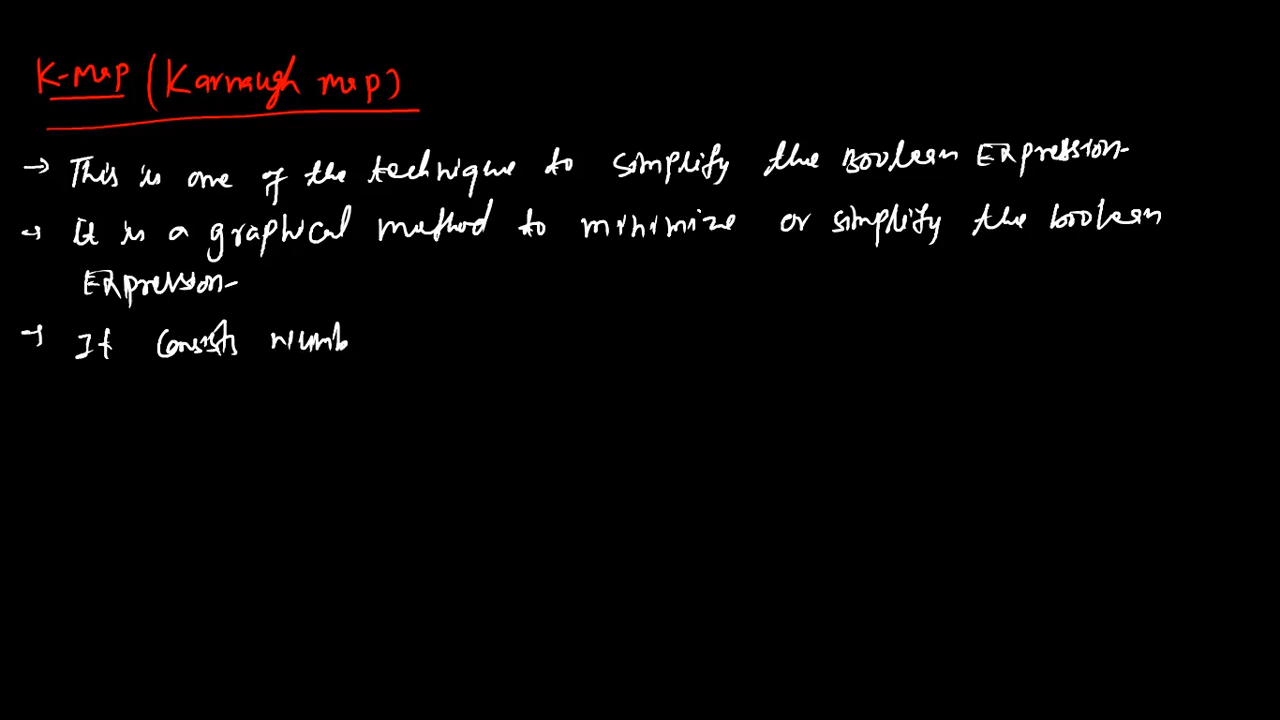 K-Map (Karnaugh map)
→ This is one of the technique to simplify the Boolean Expression-
→ It is a graphical method to minimize or simplify the boolean
Expression-
→ It consists numb